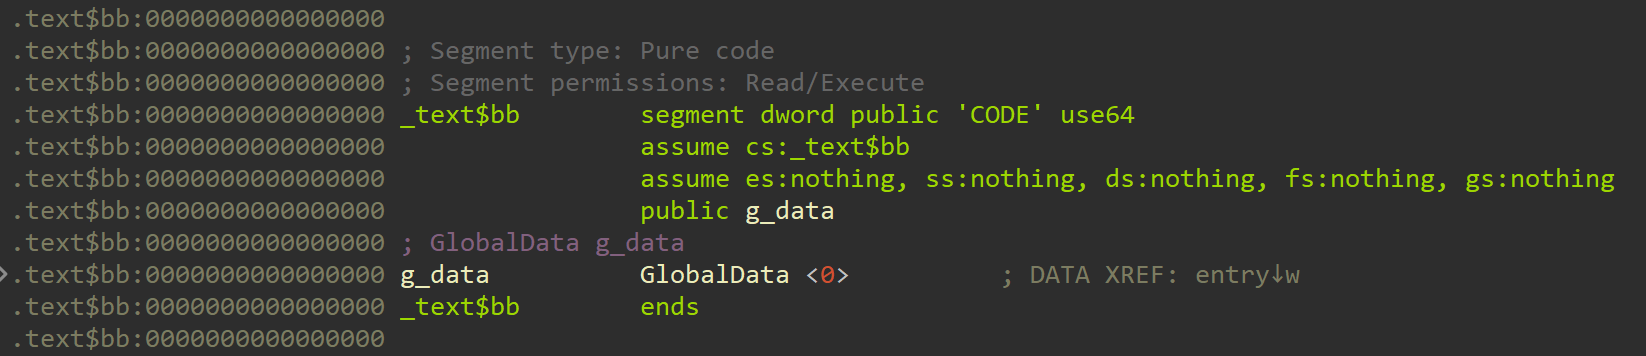 .text$bb:0000000000000000
.text$bb:0000000000000000 ; Segment type: Pure code
.text$bb:0000000000000000 ; Segment permissions: Read/Execute
.text$bb:0000000000000000 _text$bb        segment dword public 'CODE' use64
.text$bb:0000000000000000                 assume cs:_text$bb
.text$bb:0000000000000000                 assume es:nothing, ss:nothing, ds:nothing, fs:nothing, gs:nothing
.text$bb:0000000000000000                 public g_data
.text$bb:0000000000000000 ; GlobalData g_data
.text$bb:0000000000000000 g_data          GlobalData <0>          ; DATA XREF: entry↓w
.text$bb:0000000000000000 _text$bb        ends
.text$bb:0000000000000000